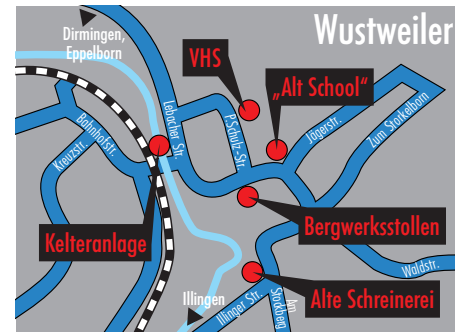 Dirmingen,
Eppelborn
Wustweiler
VHS
„Alt School“
Lebacher Str.
P.Schulz-Str.
Jägerstr.
Zum Storkelborn
Bahnhofstr.
Kreuzstr.
Kelteranlage
Bergwerksstollen
Waldstr.
Alte Schreinerei
Illingen
Illinger Str.
Am
Stockberg